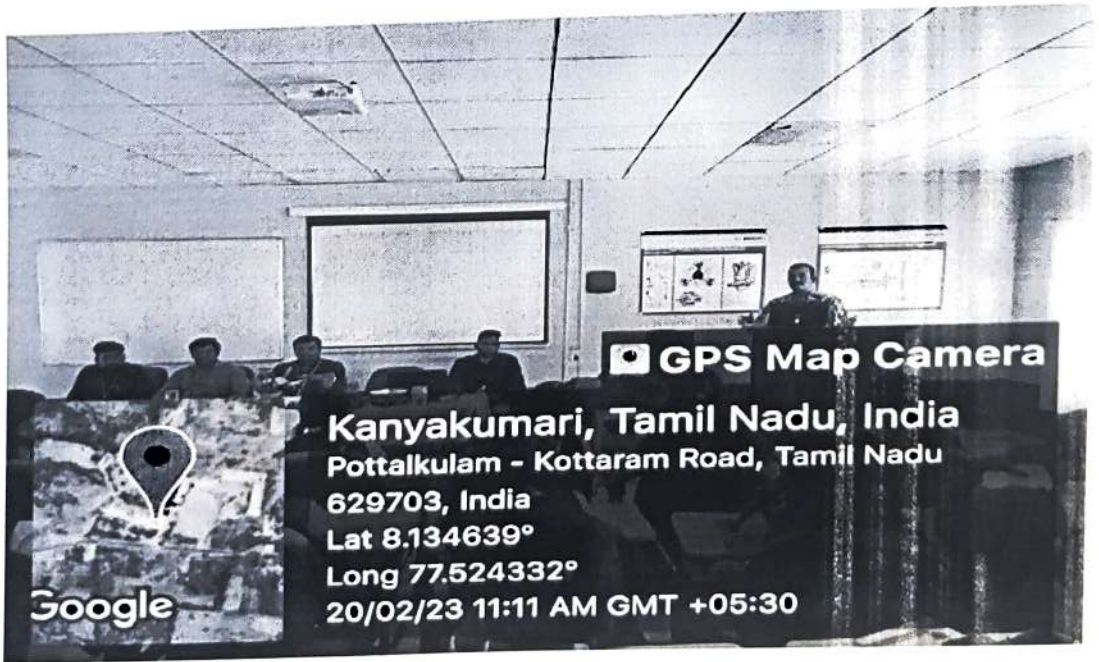 GPS Map Camera
Kanyakumari, Tamil Nadu, India
Pottalkulam - Kottaram Road, Tamil Nadu
629703, India
Lat 8.134639°
Long 77.524332°
20/02/23 11:11 AM GMT +05:30
Google